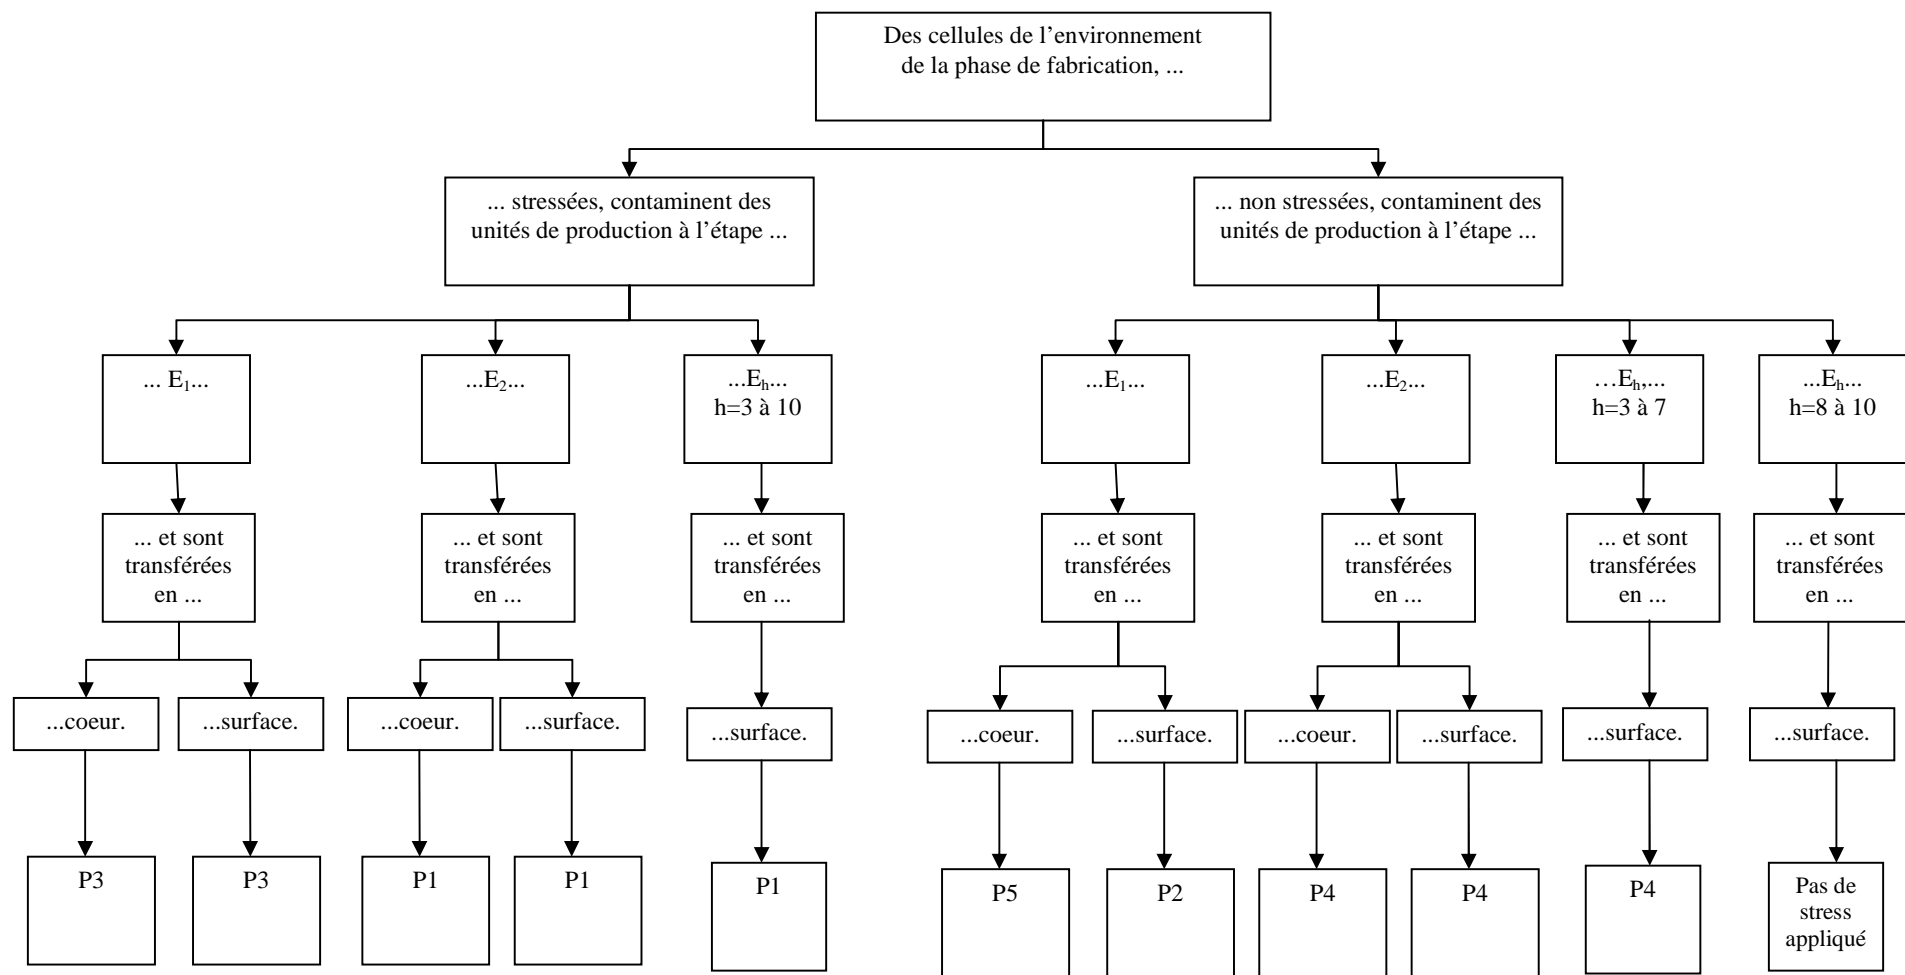 Des cellules de l’environnement
de la phase de fabrication, ...
... stressées, contaminent des
unités de production à l’étape ...
... non stressées, contaminent des
unités de production à l’étape ...
... E₁...
...E₂...
...Eₕ...
h=3 à 10
...E₁...
...E₂...
…Eₕ,...
h=3 à 7
...Eₕ...
h=8 à 10
... et sont
transférées
en ...
... et sont
transférées
en ...
... et sont
transférées
en ...
... et sont
transférées
en ...
... et sont
transférées
en ...
... et sont
transférées
en ...
... et sont
transférées
en ...
...coeur.
...surface.
...coeur.
...surface.
...surface.
...coeur.
...surface.
...coeur.
...surface.
...surface.
...surface.
P3
P3
P1
P1
P1
P5
P2
P4
P4
P4
Pas de
stress
appliqué